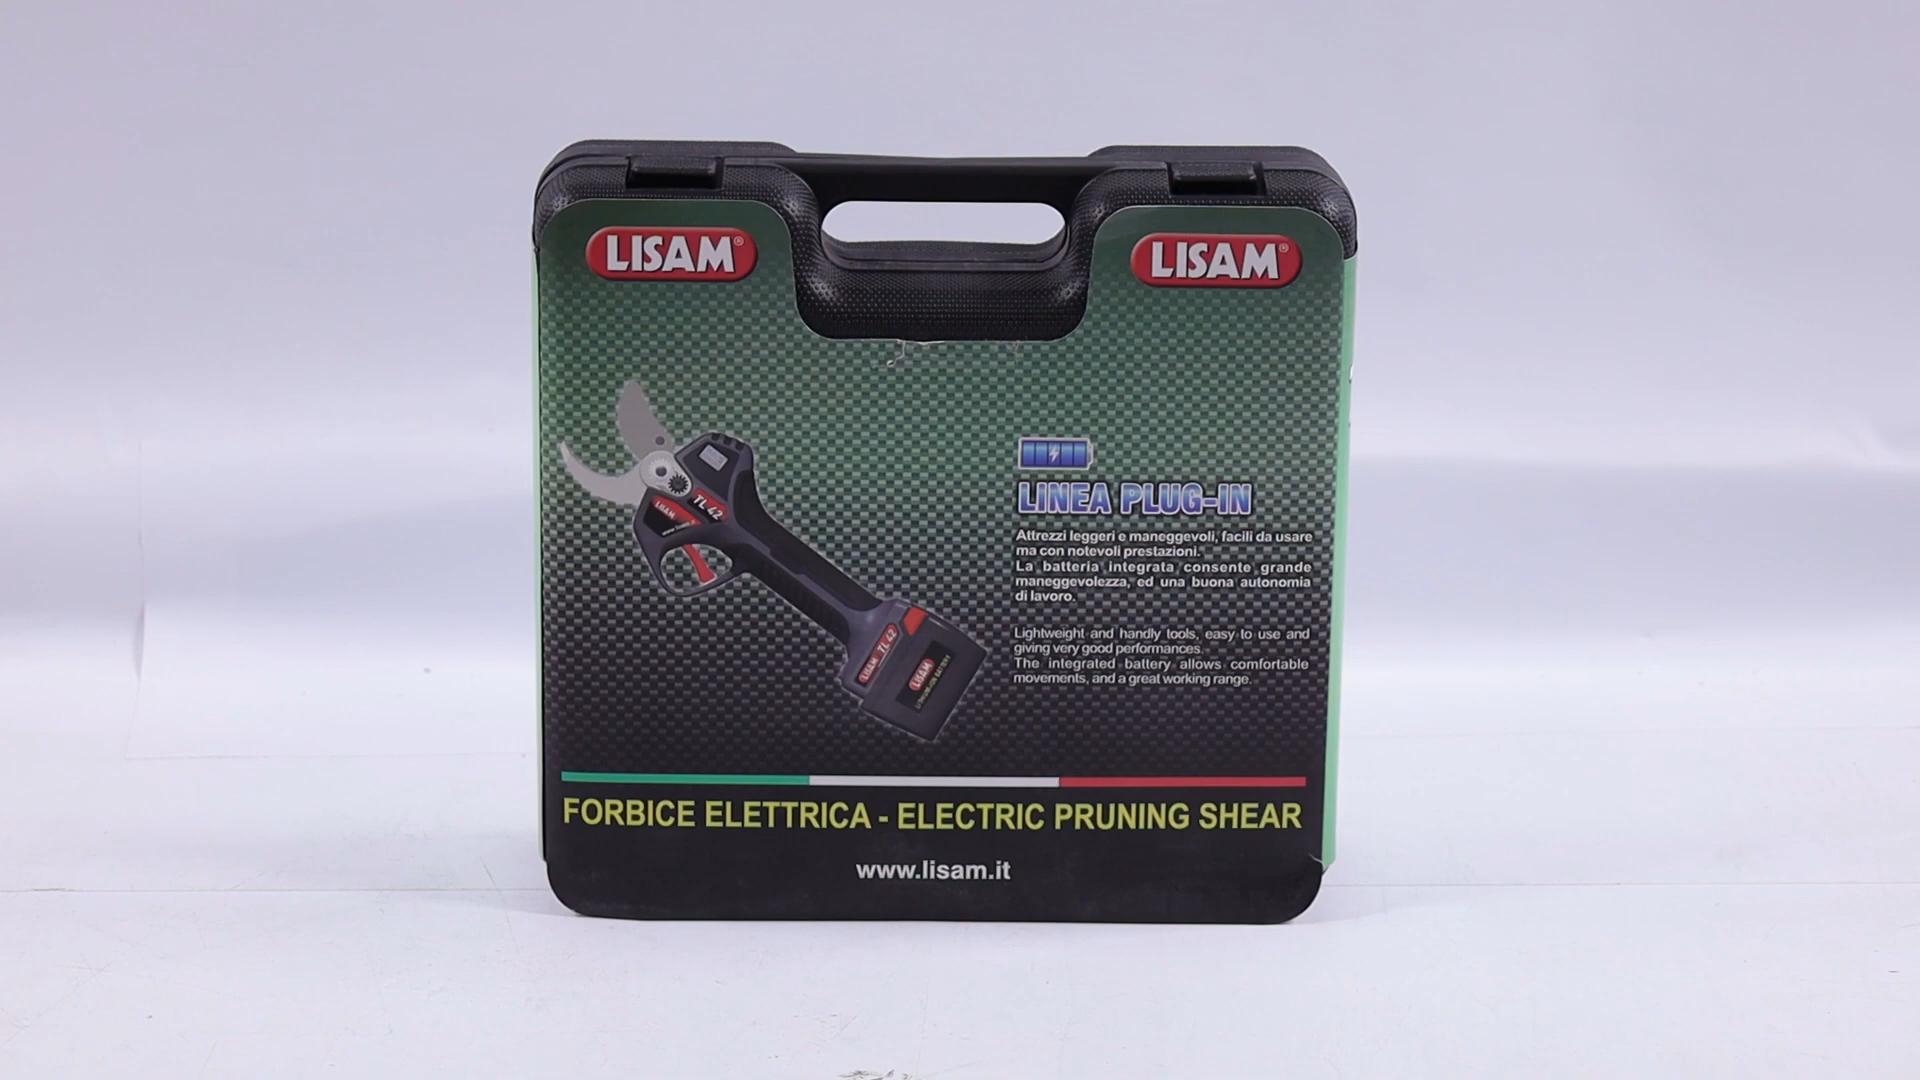 LISAM®
LISAM®
TL 42
LISAM
LINEA PLUG-IN
Attrezzi leggeri e maneggevoli, facili da usare
ma con notevoli prestazioni.
La batteria integrata consente grande
maneggevolezza, ed una buona autonomia
di lavoro.
Lightweight and handly tools, easy to use and
giving very good performances.
The integrated battery allows comfortable
movements, and a great working range.
LISAM TL 42
LISAM
LITHIUM-ION BATTERY
FORBICE ELETTRICA - ELECTRIC PRUNING SHEAR
www.lisam.it